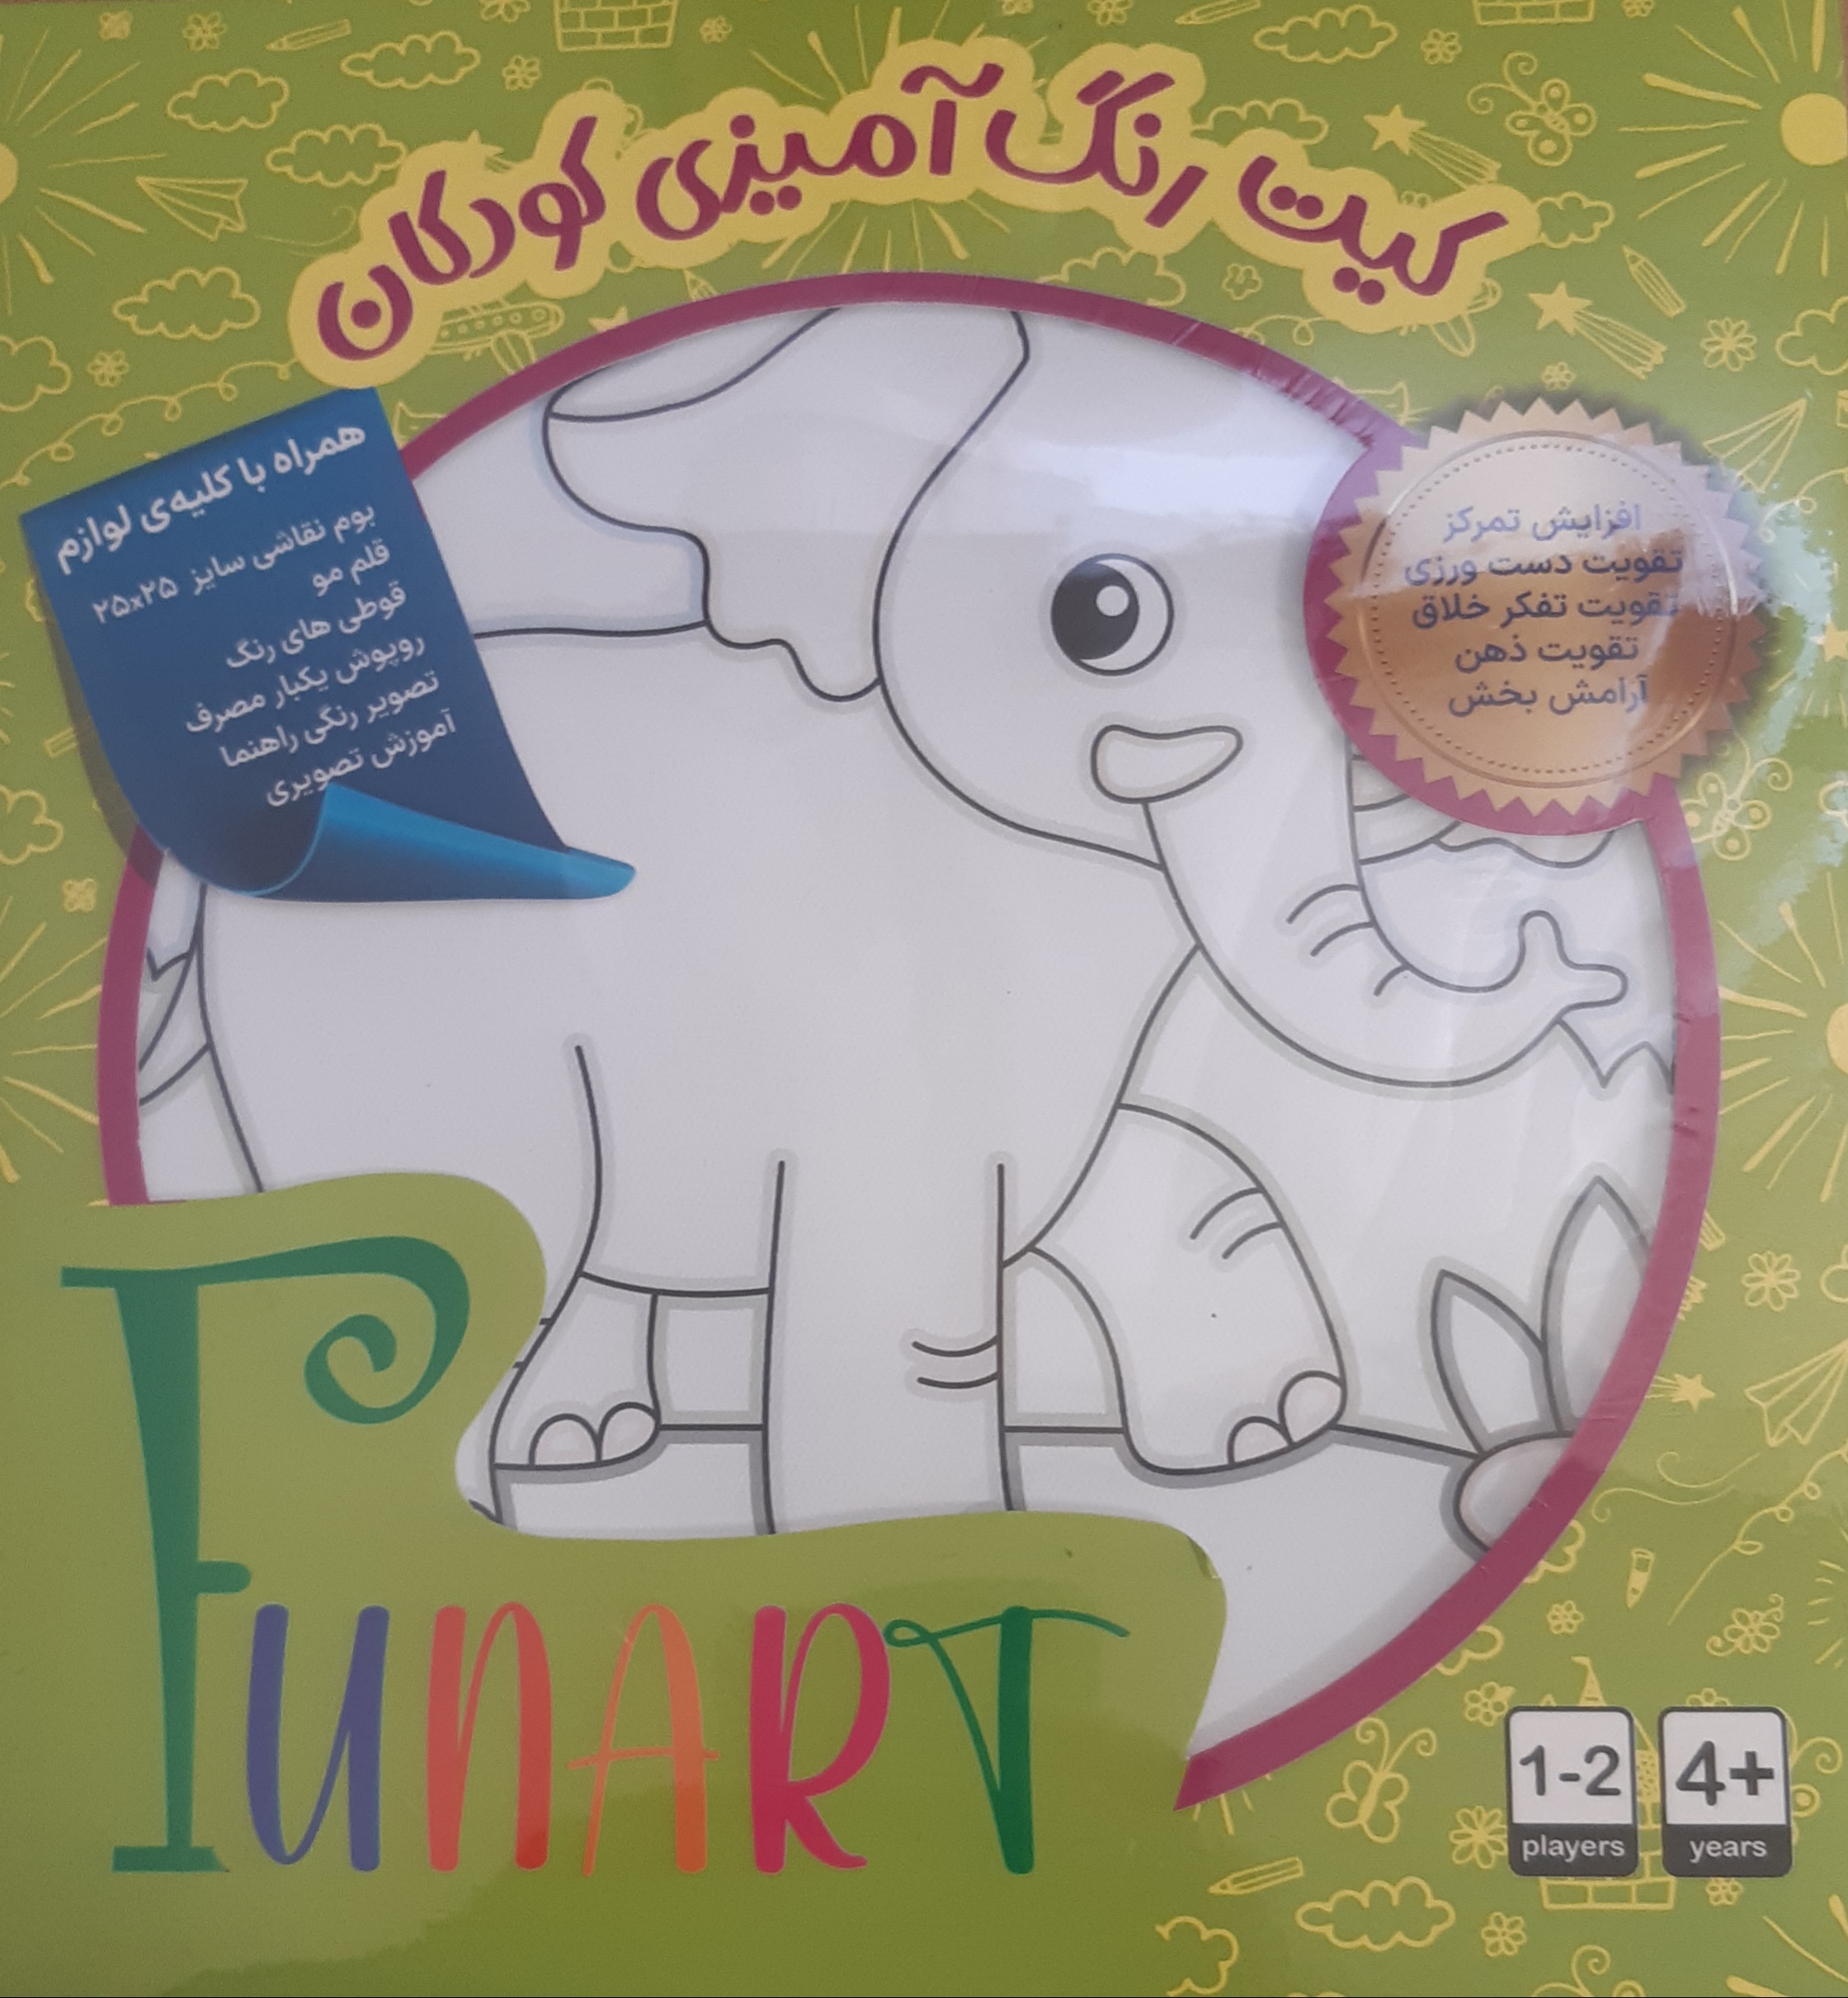 کیت رنگ آمیزی کودکان
همراه با کلیه‌ی لوازم
بوم نقاشی سایز ۲۵x۲۵
قلم مو
قوطی های رنگ
روپوش یکبار مصرف
تصویر رنگی راهنما
آموزش تصویری
افزایش تمرکز
تقویت دست ورزی
تقویت تفکر خلاق
تقویت ذهن
آرامش بخش
FUNART
1-2
players
4+
years